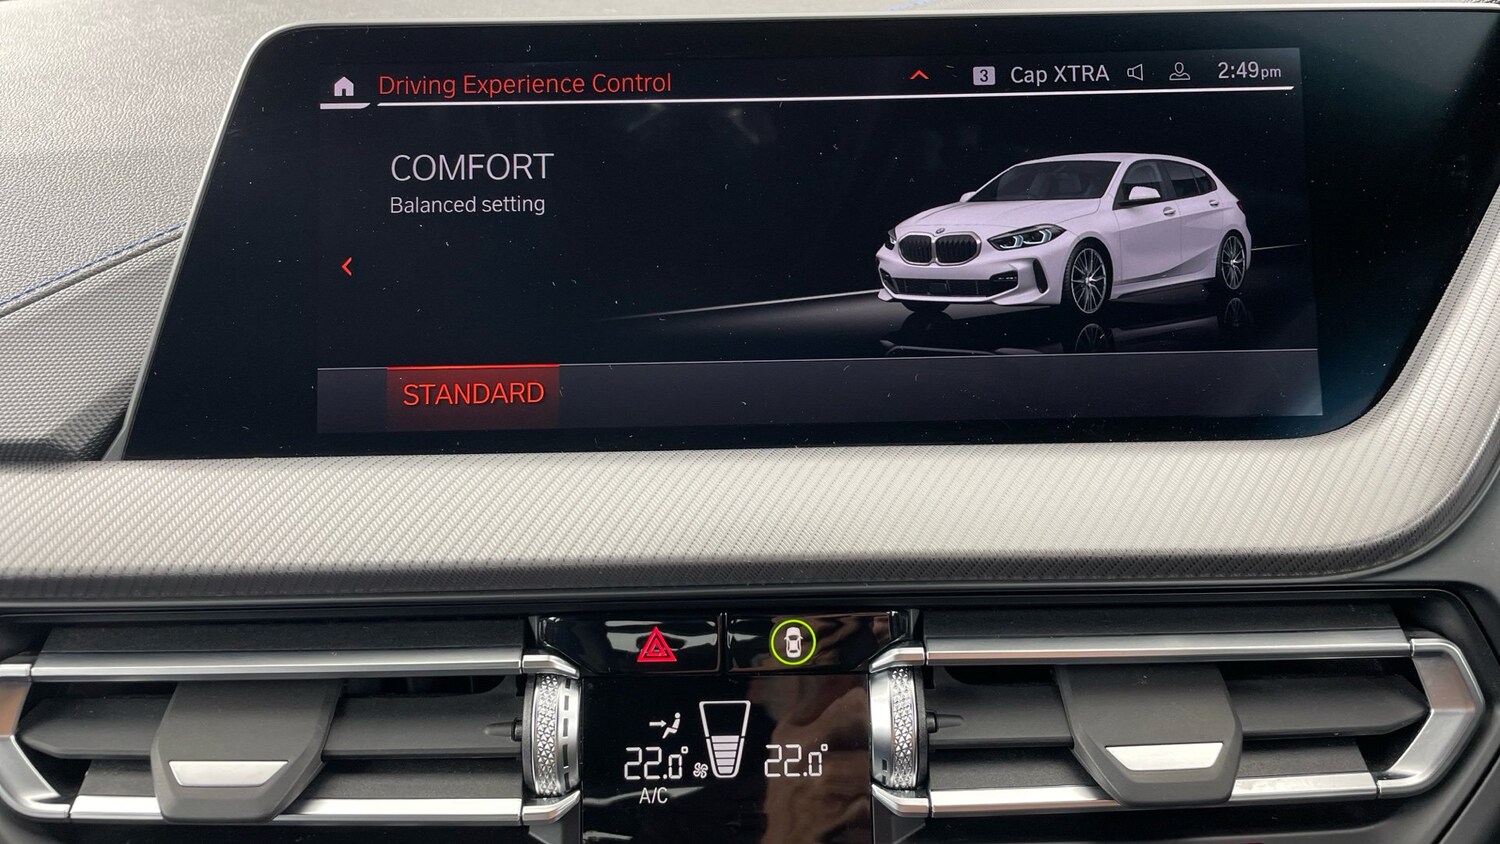 Driving Experience Control
3 Cap XTRA 2:49pm
COMFORT
Balanced setting
STANDARD
22.0° 22.0°
A/C